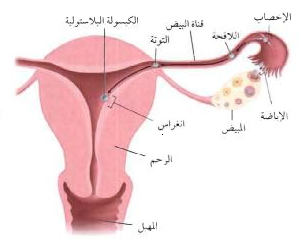 الكبسولة البلاستولية
قناة البيض
الإخصاب
اللاقحة
التوتة
الإباضة
المبيض
انغراس
الرحم
المهبل